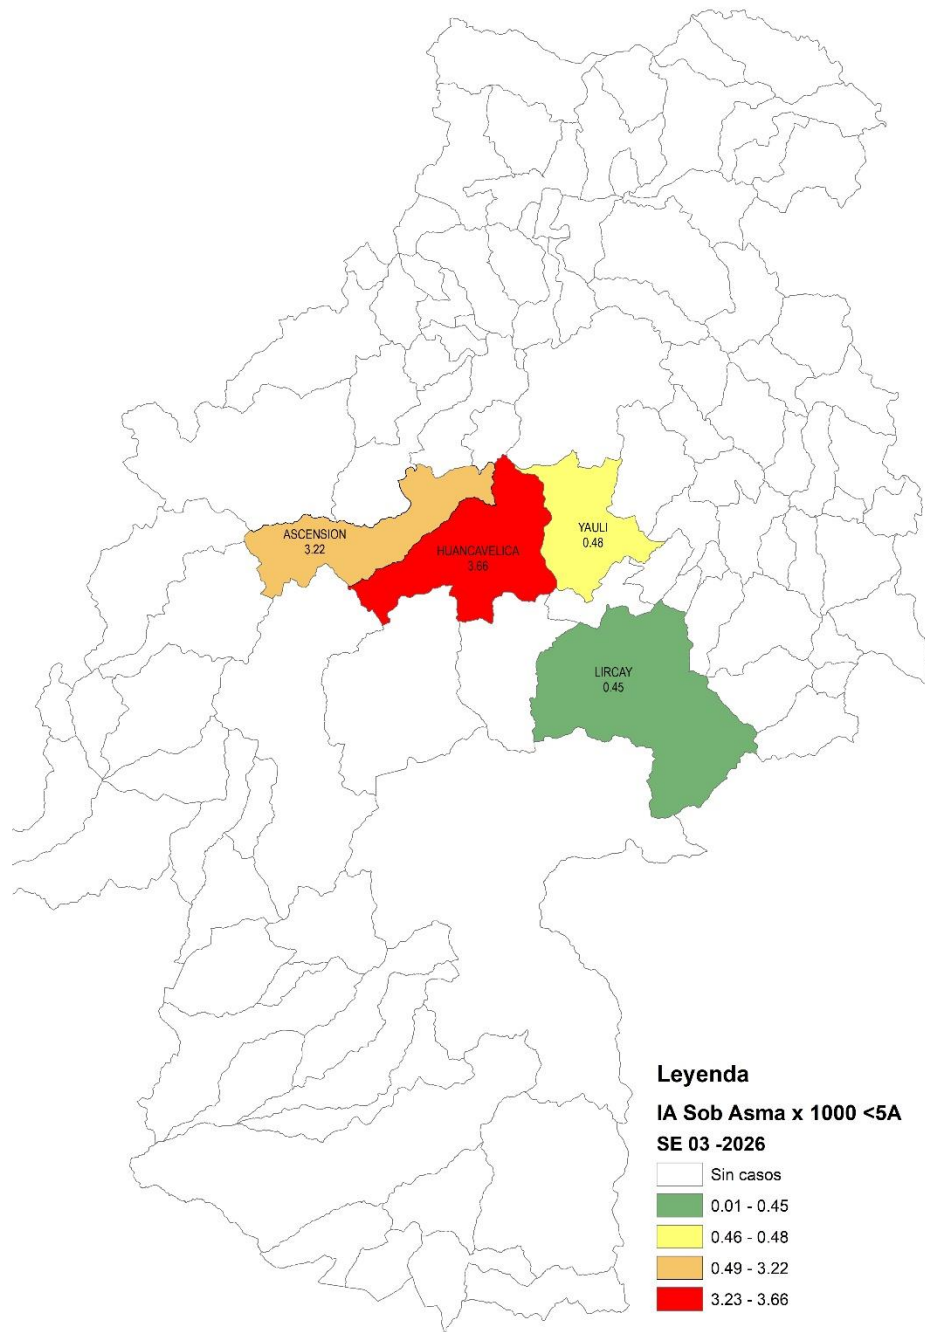 ASCENSION
3.22
HUANCAVELICA
3.66
YAULI
0.48
LIRCAY
0.45
Leyenda
IA Sob Asma x 1000 <5A
SE 03 -2026
Sin casos
0.01 - 0.45
0.46 - 0.48
0.49 - 3.22
3.23 - 3.66